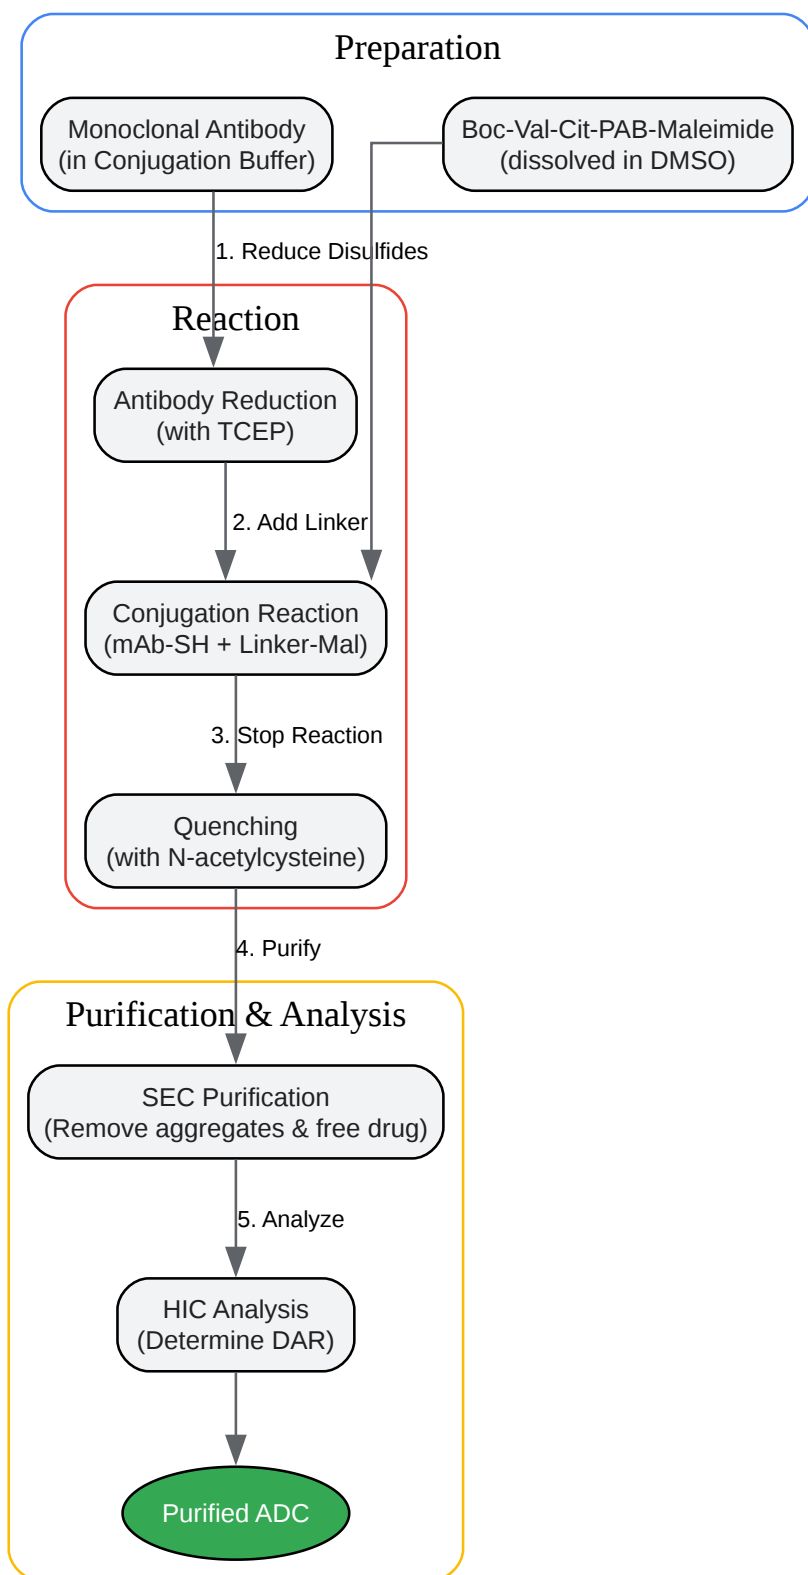 Preparation
Monoclonal Antibody
(in Conjugation Buffer)
Boc-Val-Cit-PAB-Maleimide
(dissolved in DMSO)
1. Reduce Disulfides
Reaction
Antibody Reduction
(with TCEP)
2. Add Linker
Conjugation Reaction
(mAb-SH + Linker-Mal)
3. Stop Reaction
Quenching
(with N-acetylcysteine)
4. Purify
Purification & Analysis
SEC Purification
(Remove aggregates & free drug)
5. Analyze
HIC Analysis
(Determine DAR)
Purified ADC